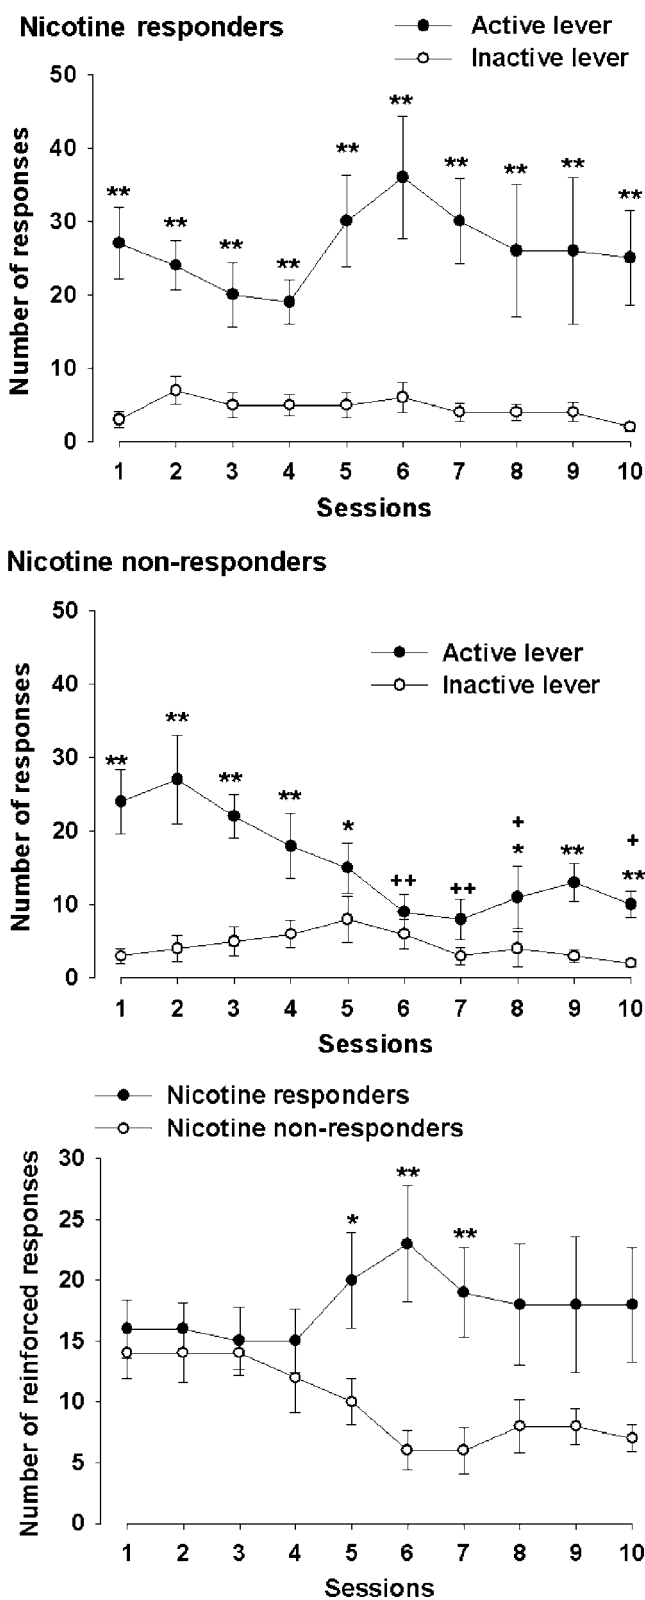 Nicotine responders
Active lever
Inactive lever
50
40
30
20
10
0
Number of responses
** ** ** ** ** ** ** ** ** **
1 2 3 4 5 6 7 8 9 10
Sessions
Nicotine non-responders
Active lever
Inactive lever
50
40
30
20
10
0
Number of responses
+ +
** ** ** ** * ++ ++ * ** **
1 2 3 4 5 6 7 8 9 10
Sessions
Nicotine responders
Nicotine non-responders
30
25
20
15
10
5
0
Number of reinforced responses
* ** **
1 2 3 4 5 6 7 8 9 10
Sessions